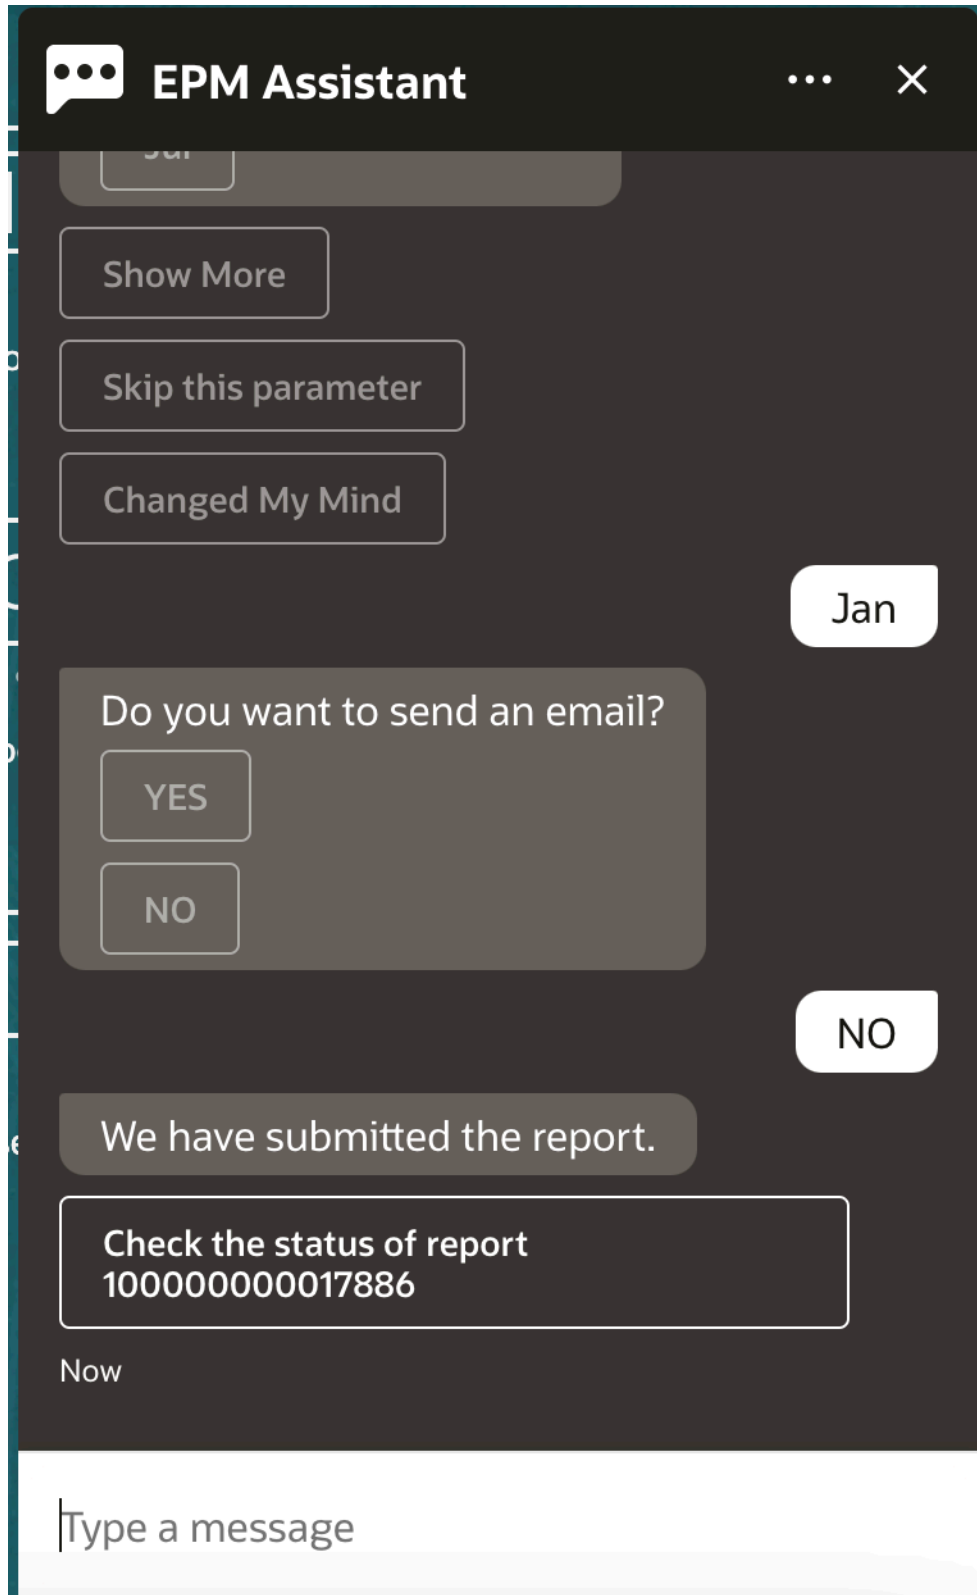 EPM Assistant
Show More
Skip this parameter
Changed My Mind
Jan
Do you want to send an email?
YES
NO
NO
We have submitted the report.
Check the status of report
100000000017886
Now
Type a message